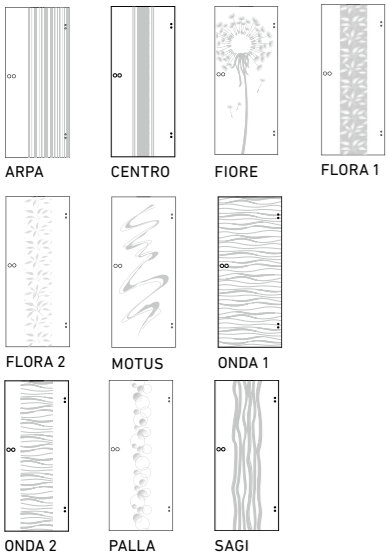 ARPA
CENTRO
FIORE
FLORA 1
FLORA 2
MOTUS
ONDA 1
ONDA 2
PALLA
SAGI